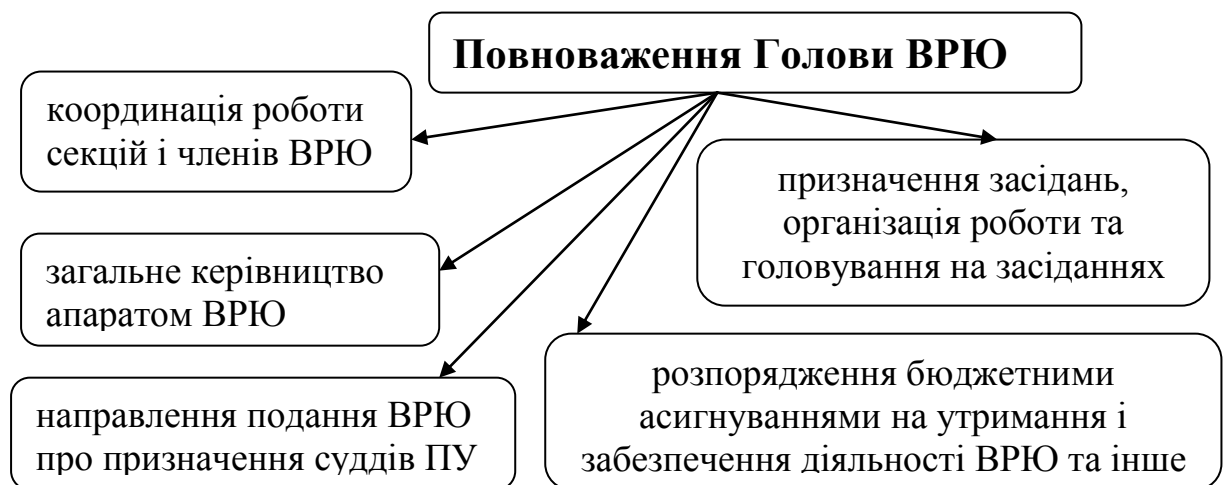 Повноваження Голови ВРЮ
координація роботи
секцій і членів ВРЮ
призначення засідань,
організація роботи та
головування на засіданнях
загальне керівництво
апаратом ВРЮ
направлення подання ВРЮ
про призначення суддів ПУ
розпорядження бюджетними
асигнуваннями на утримання і
забезпечення діяльності ВРЮ та інше